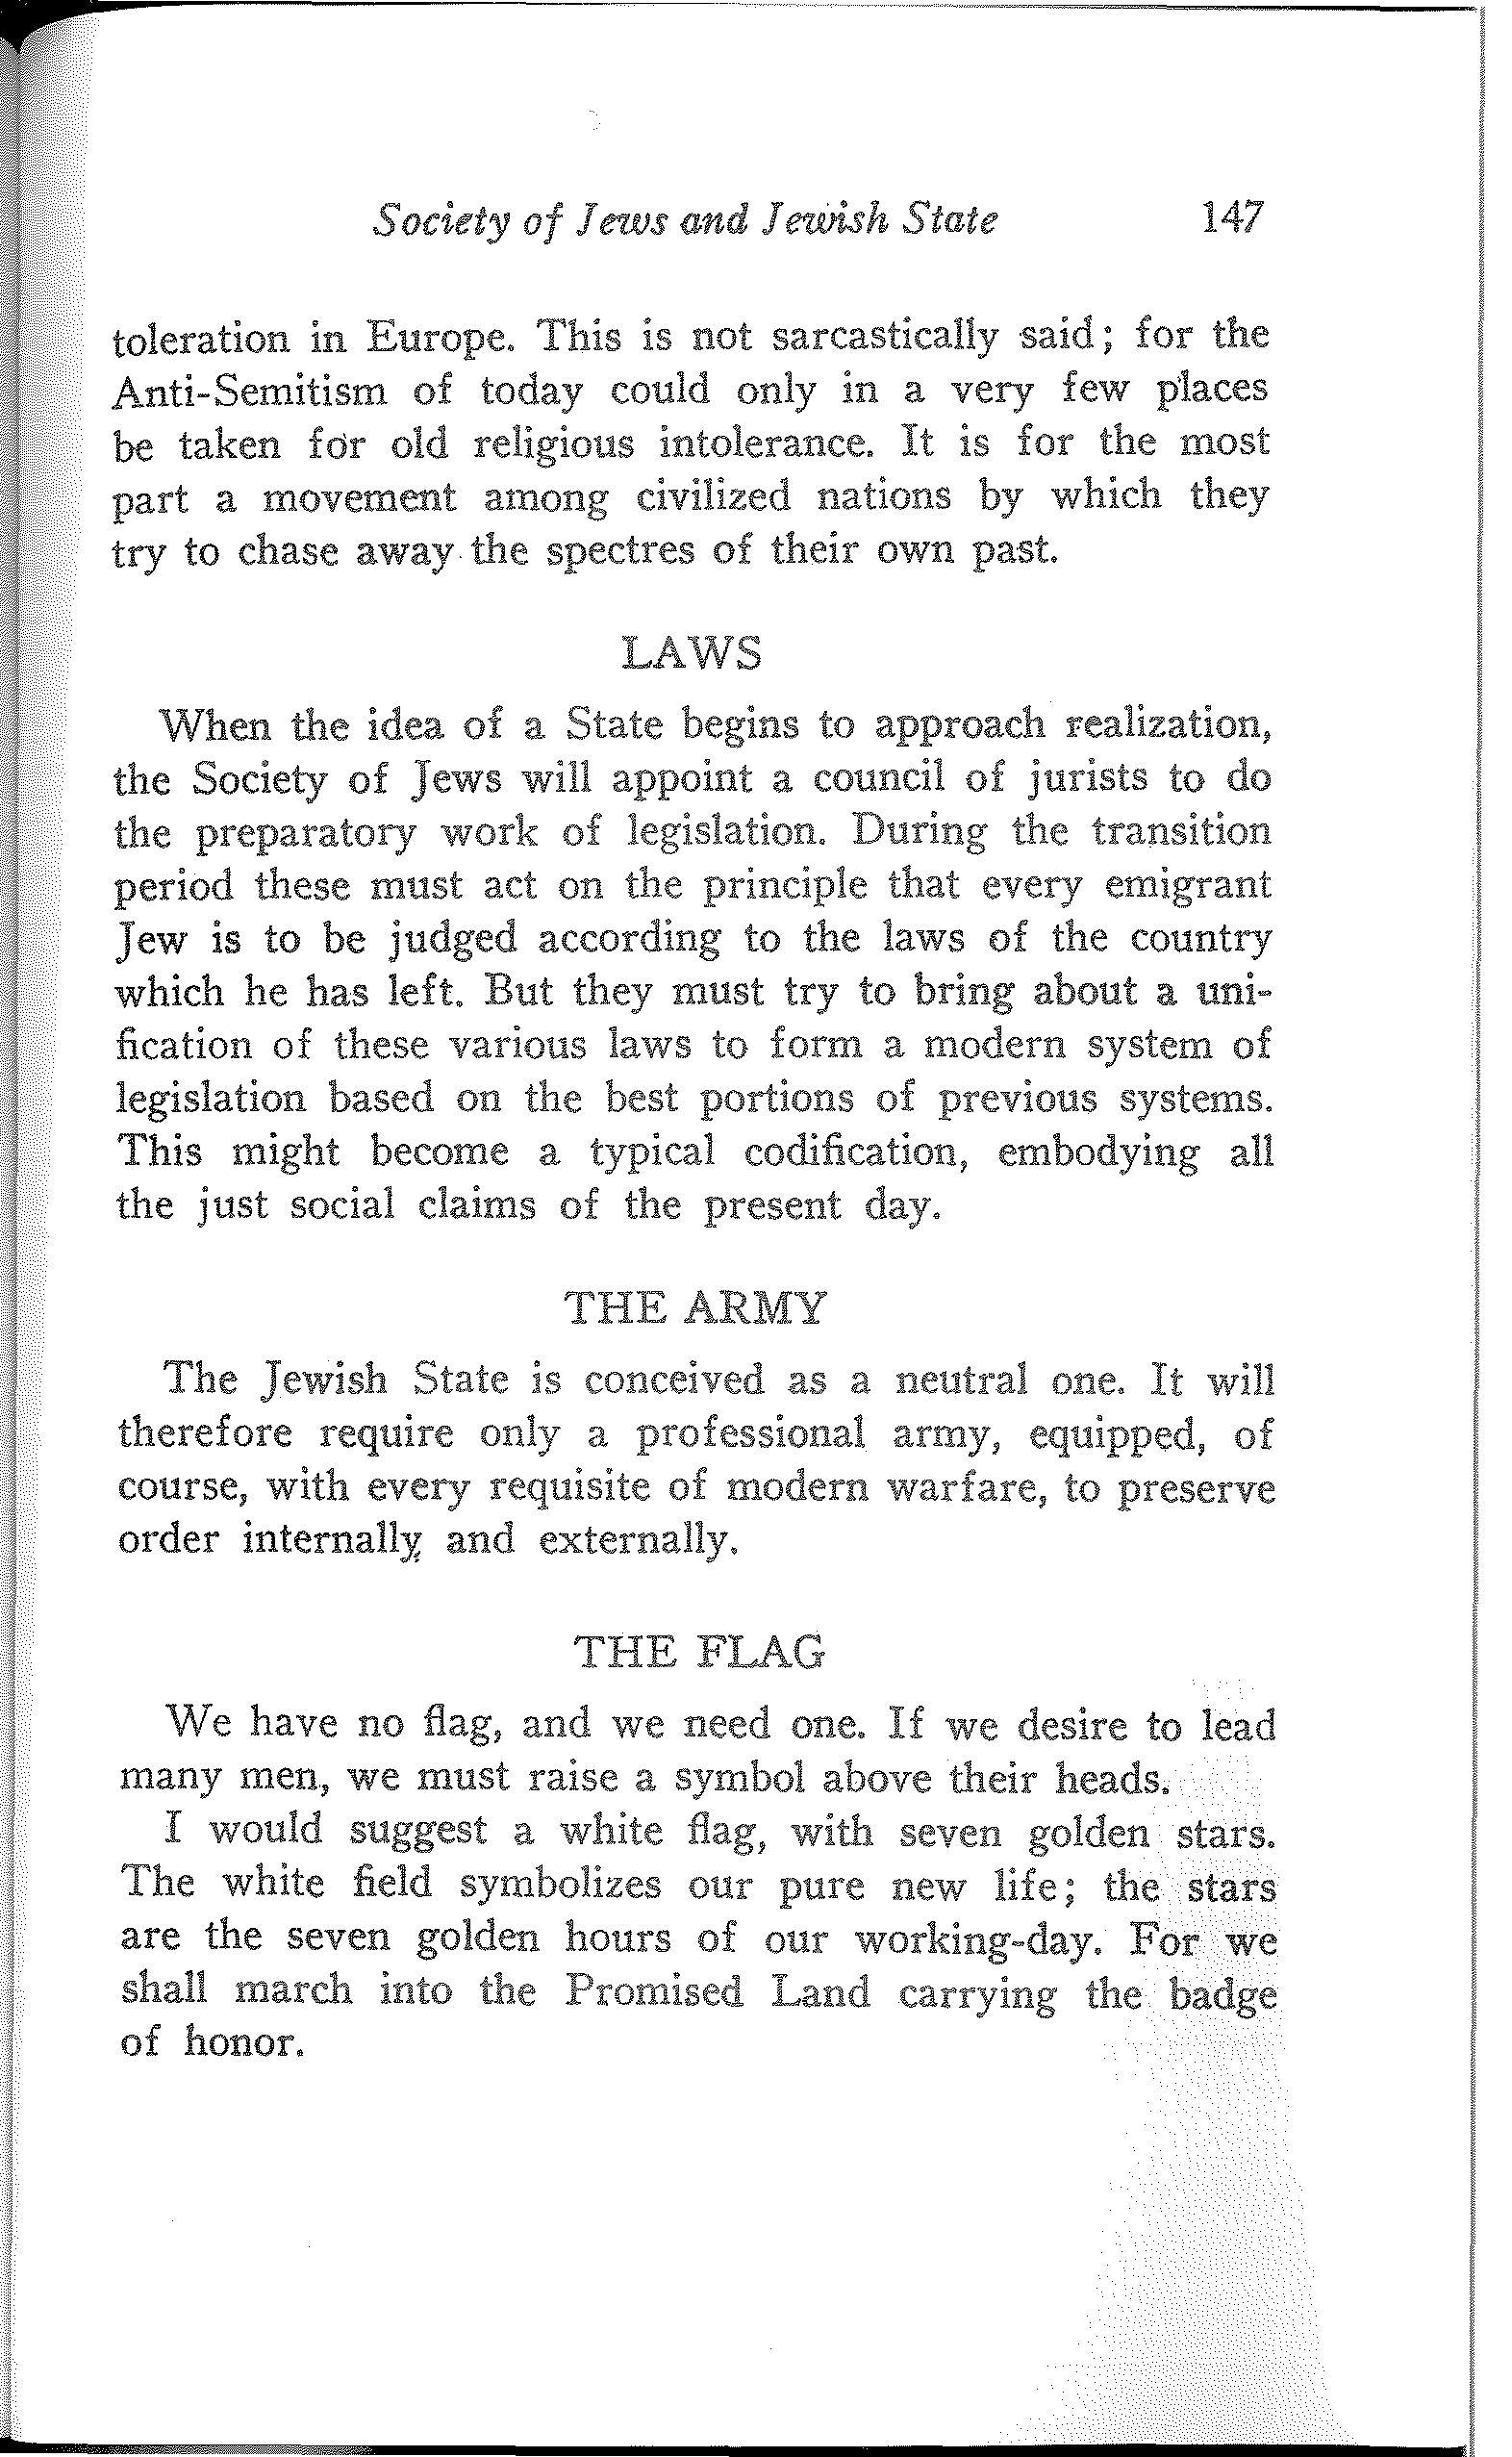 Society of Jews and Jewish State 147
toleration in Europe. This is not sarcastically said; for the
Anti-Semitism of today could only in a very few places
be taken for old religious intolerance. It is for the most
part a movement among civilized nations by which they
try to chase away the spectres of their own past.
LAWS
When the idea of a State begins to approach realization,
the Society of Jews will appoint a council of jurists to do
the preparatory work of legislation. During the transition
period these must act on the principle that every emigrant
Jew is to be judged according to the laws of the country
which he has left. But they must try to bring about a uni-
fication of these various laws to form a modern system of
legislation based on the best portions of previous systems.
This might become a typical codification, embodying all
the just social claims of the present day.
THE ARMY
The Jewish State is conceived as a neutral one. It will
therefore require only a professional army, equipped, of
course, with every requisite of modern warfare, to preserve
order internally and externally.
THE FLAG
We have no flag, and we need one. If we desire to lead
many men, we must raise a symbol above their heads.
I would suggest a white flag, with seven golden stars.
The white field symbolizes our pure new life; the stars
are the seven golden hours of our working-day. For we
shall march into the Promised Land carrying the badge
of honor.